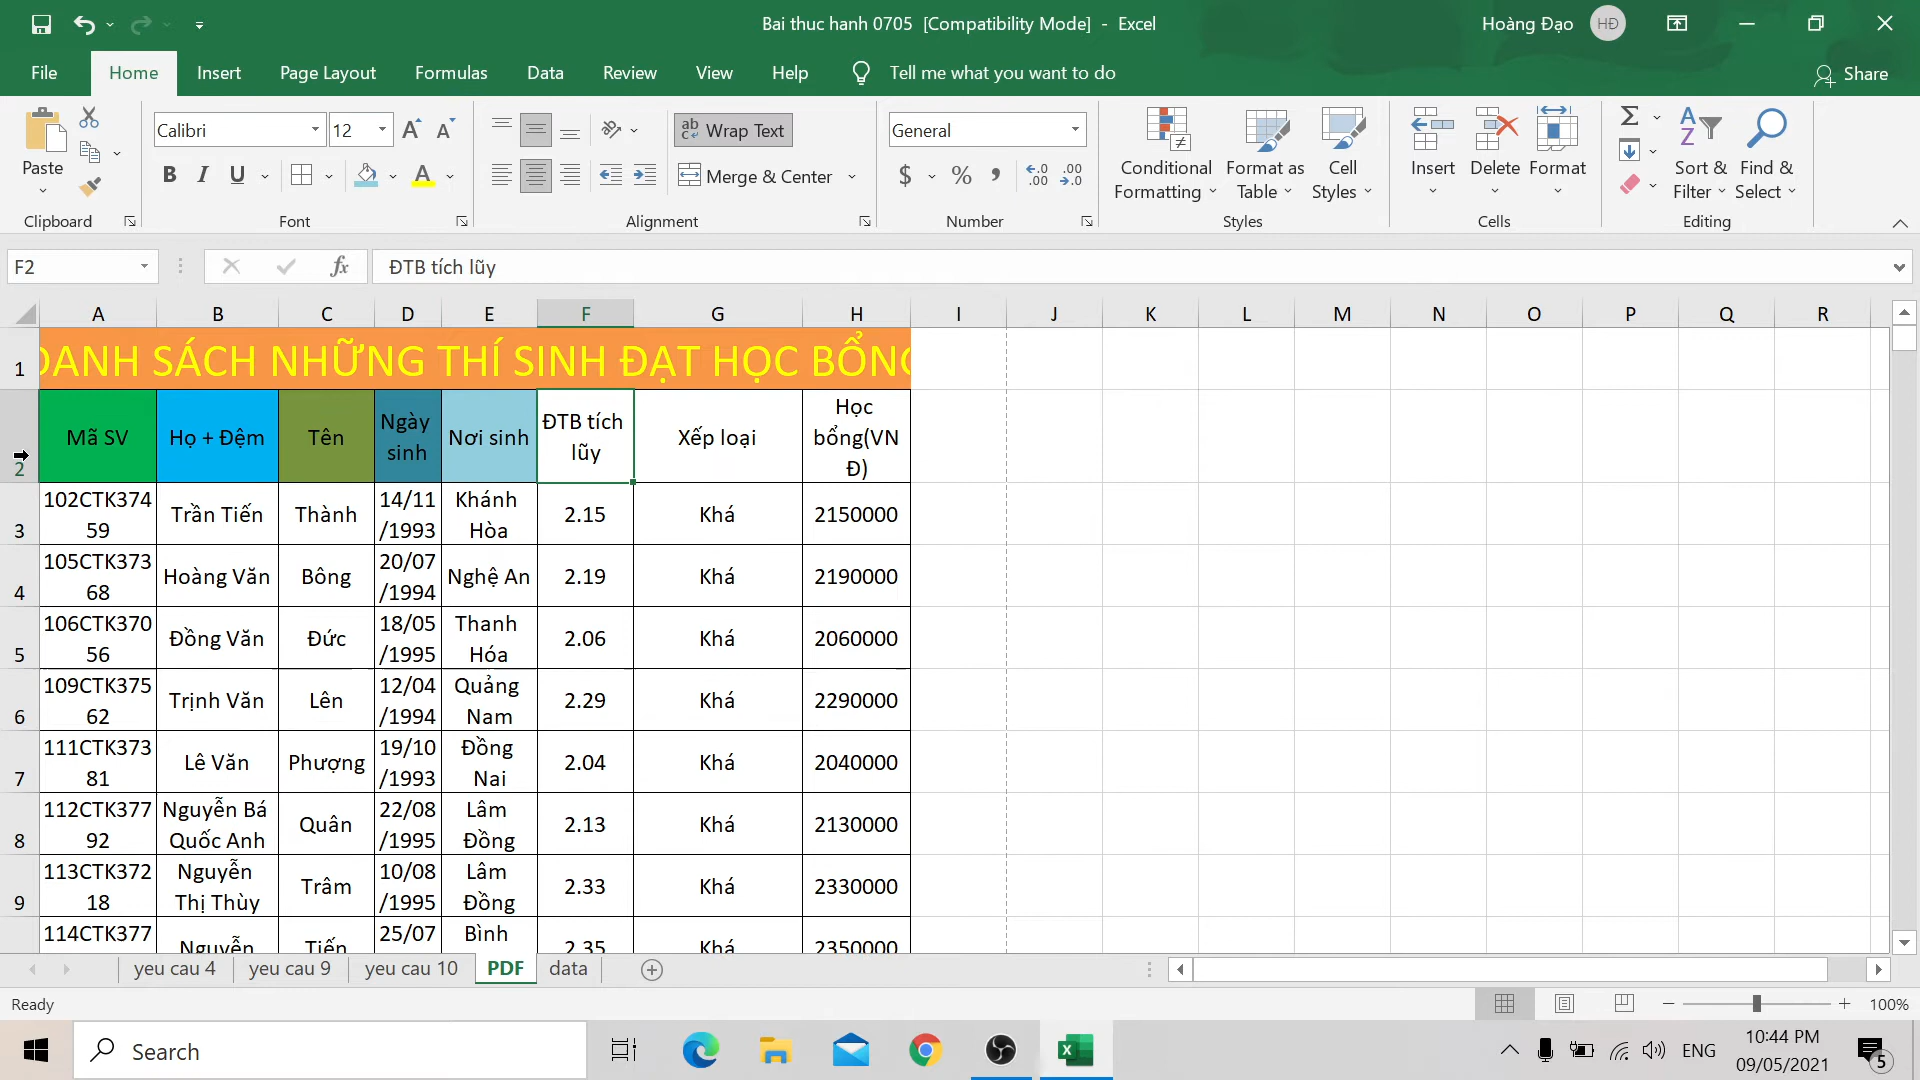 Bai thuc hanh 0705 [Compatibility Mode] - Excel
Hoàng Đạo HĐ
File Home Insert Page Layout Formulas Data Review View Help Tell me what you want to do Share
Paste
Clipboard
Calibri 12
B I U A
Font
Wrap Text
Merge & Center
Alignment
General
$ % ,
Number
Conditional Formatting
Format as Table
Cell Styles
Styles
Insert Delete Format
Cells
Sort & Filter
Find & Select
Editing
F2 fx ĐTB tích lũy
A B C D E F G H I J K L M N O P Q R
1 DANH SÁCH NHỮNG THÍ SINH ĐẠT HỌC BỔNG
2 Mã SV Họ + Đệm Tên Ngày sinh Nơi sinh ĐTB tích lũy Xếp loại Học bổng(VNĐ)
3 102CTK37459 Trần Tiến Thành 14/11/1993 Khánh Hòa 2.15 Khá 2150000
4 105CTK37368 Hoàng Văn Bông 20/07/1994 Nghệ An 2.19 Khá 2190000
5 106CTK37056 Đồng Văn Đức 18/05/1995 Thanh Hóa 2.06 Khá 2060000
6 109CTK37562 Trịnh Văn Lên 12/04/1994 Quảng Nam 2.29 Khá 2290000
7 111CTK37381 Lê Văn Phượng 19/10/1993 Đồng Nai 2.04 Khá 2040000
8 112CTK37792 Nguyễn Bá Quốc Anh Quân 22/08/1995 Lâm Đồng 2.13 Khá 2130000
9 113CTK37218 Nguyễn Thị Thùy Trâm 10/08/1995 Lâm Đồng 2.33 Khá 2330000
114CTK377 Nguyễn Tiến 25/07 Bình 2.35 Khá 2350000
yeu cau 4 yeu cau 9 yeu cau 10 PDF data
Ready 100%
Search
ENG
10:44 PM
09/05/2021
5